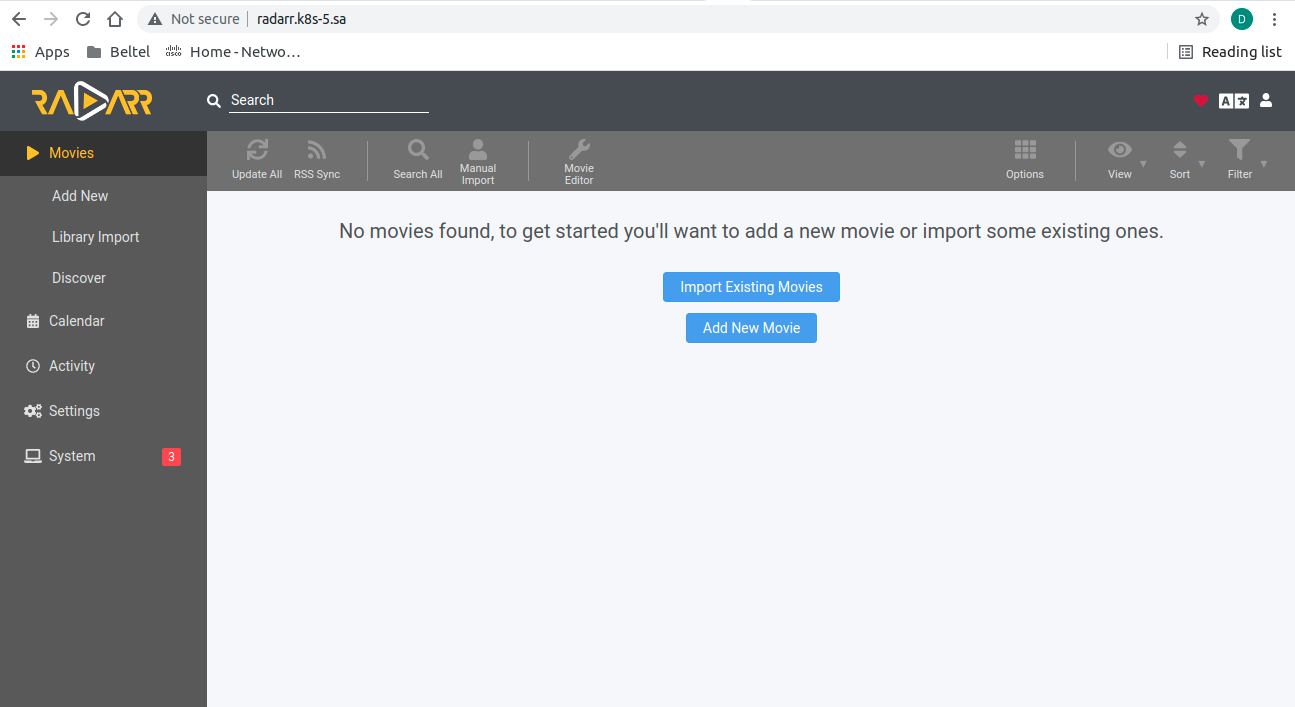 Not secure radarr.k8s-5.sa D
Apps Beltel Home - Netwo… Reading list
RADARR Search
Movies
Add New
Library Import
Discover
Calendar
Activity
Settings
System 3
Update All RSS Sync Search All Manual Import Movie Editor Options View Sort Filter
No movies found, to get started you'll want to add a new movie or import some existing ones.
Import Existing Movies
Add New Movie